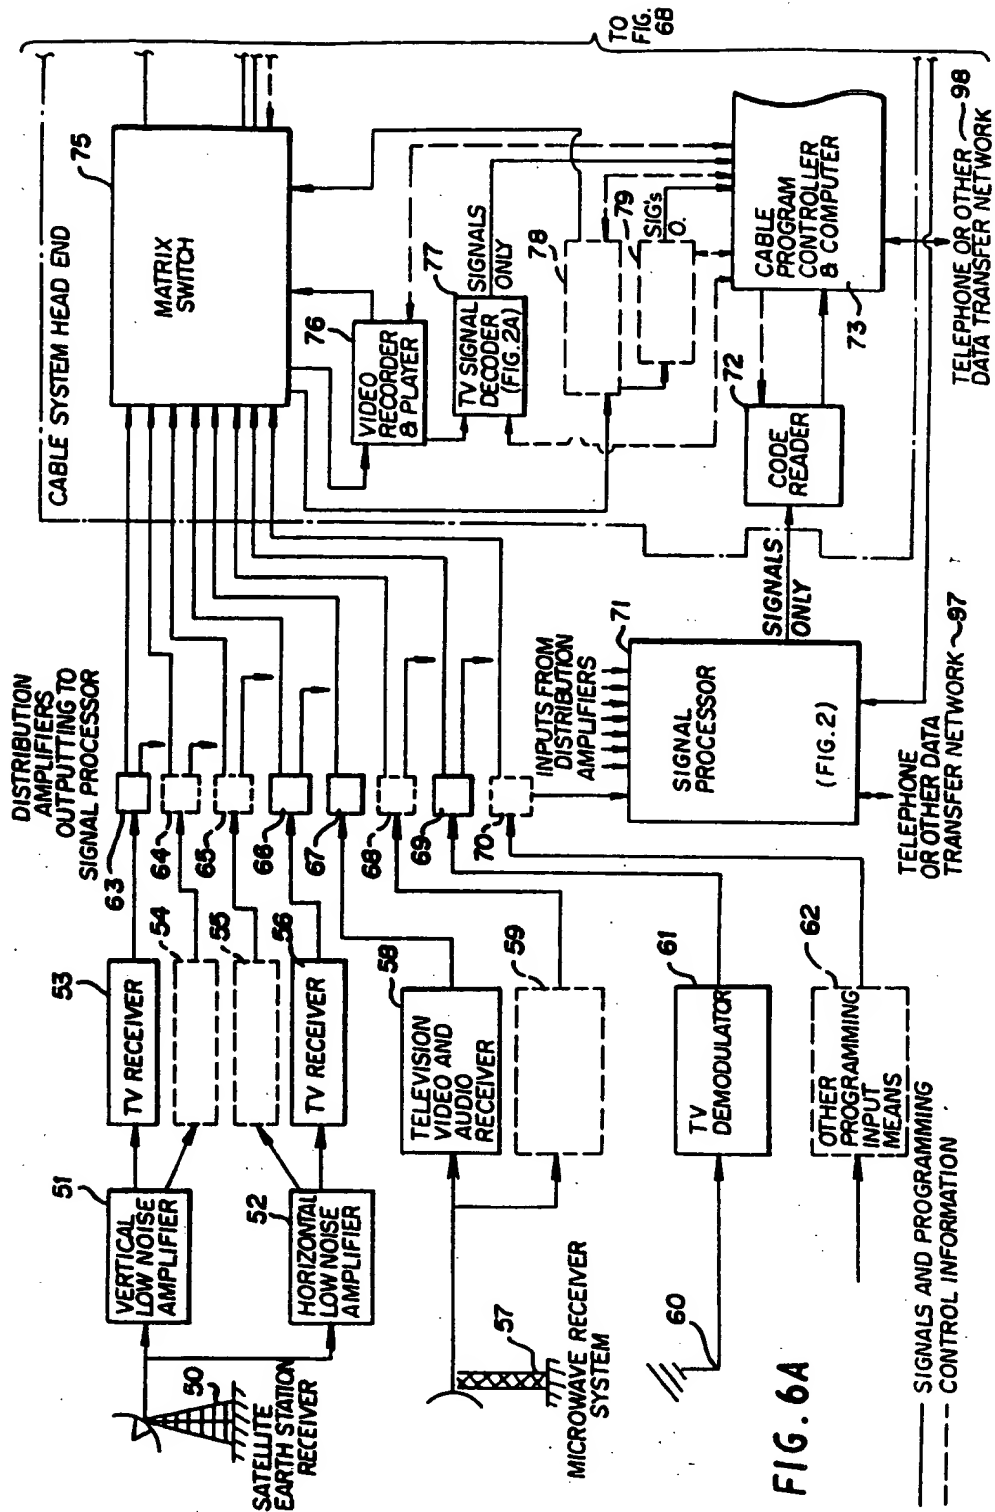 TO
FIG.
6B
CABLE SYSTEM HEAD END
75
MATRIX
SWITCH
76
VIDEO
RECORDER
& PLAYER
77
TV SIGNAL
DECODER
(FIG. 2A)
SIGNALS
ONLY
78
79
SIG's
O.
CABLE
PROGRAM
CONTROLLER
& COMPUTER
73
72
CODE
READER
SIGNALS
ONLY
TELEPHONE OR OTHER
DATA TRANSFER NETWORK
98
DISTRIBUTION
AMPLIFIERS
OUTPUTTING TO
SIGNAL PROCESSOR
63
64
65
66
67
68
69
70
INPUTS FROM
DISTRIBUTION
AMPLIFIERS
71
SIGNAL
PROCESSOR
(FIG. 2)
TELEPHONE
OR OTHER DATA
TRANSFER NETWORK
97
53
TV RECEIVER
54
55
56
TV RECEIVER
58
TELEVISION
VIDEO AND
AUDIO
RECEIVER
59
61
TV
DEMODULATOR
62
OTHER
PROGRAMMING
INPUT
MEANS
51
VERTICAL
LOW NOISE
AMPLIFIER
52
HORIZONTAL
LOW NOISE
AMPLIFIER
50
SATELLITE
EARTH STATION
RECEIVER
57
MICROWAVE RECEIVER
SYSTEM
60
FIG. 6A
SIGNALS AND PROGRAMMING
CONTROL INFORMATION